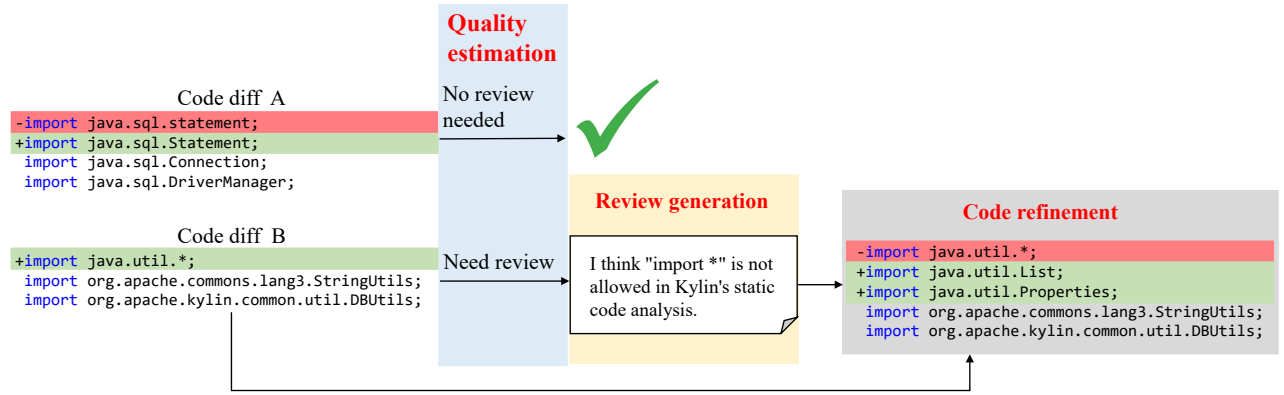 Quality
estimation
Code diff A
-import java.sql.statement;
+import java.sql.Statement;
import java.sql.Connection;
import java.sql.DriverManager;
No review
needed
Code diff B
+import java.util.*;
import org.apache.commons.lang3.StringUtils;
import org.apache.kylin.common.util.DBUtils;
Need review
Review generation
I think "import *" is not
allowed in Kylin's static
code analysis.
Code refinement
-import java.util.*;
+import java.util.List;
+import java.util.Properties;
import org.apache.commons.lang3.StringUtils;
import org.apache.kylin.common.util.DBUtils;